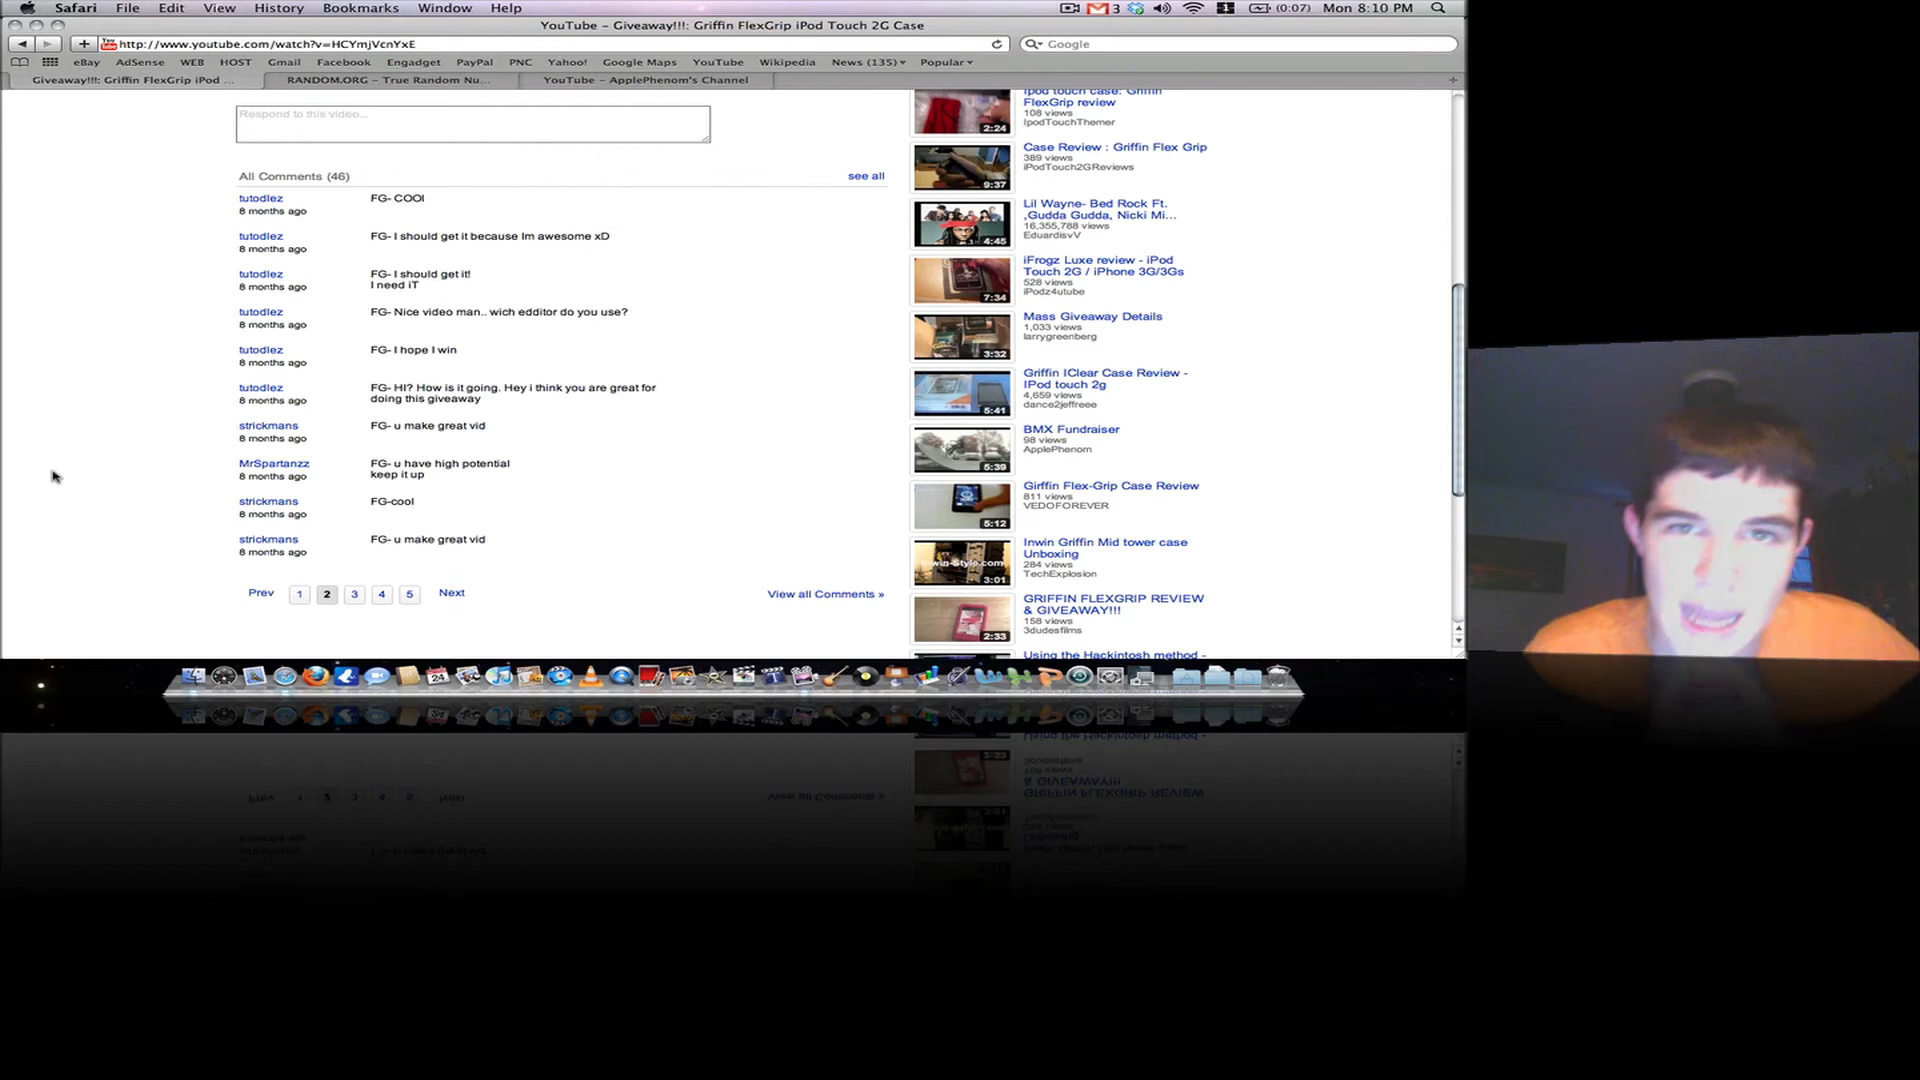 Safari File Edit View History Bookmarks Window Help
3
(0:07) Mon 8:10 PM
YouTube – Giveaway!!!: Griffin FlexGrip iPod Touch 2G Case
http://www.youtube.com/watch?v=HCYmjVcnYxE
Google
eBay AdSense WEB HOST Gmail Facebook Engadget PayPal PNC Yahoo! Google Maps YouTube Wikipedia News (135) Popular
Giveaway!!!: Griffin FlexGrip iPod ...
RANDOM.ORG – True Random Nu...
YouTube – ApplePhenom's Channel
Respond to this video...
All Comments (46)
see all
tutodlez
FG- COOl
8 months ago
tutodlez
FG- I should get it because Im awesome xD
8 months ago
tutodlez
FG- I should get it!
I need iT
8 months ago
tutodlez
FG- Nice video man.. wich edditor do you use?
8 months ago
tutodlez
FG- I hope I win
8 months ago
tutodlez
FG- HI? How is it going. Hey i think you are great for
doing this giveaway
8 months ago
strickmans
FG- u make great vid
8 months ago
MrSpartanzz
FG- u have high potential
keep it up
8 months ago
strickmans
FG-cool
8 months ago
strickmans
FG- u make great vid
8 months ago
Prev 1 2 3 4 5 Next
View all Comments »
Ipod touch case: Griffin
FlexGrip review
108 views
IpodTouchThemer
2:24
Case Review : Griffin Flex Grip
389 views
iPodTouch2GReviews
9:37
Lil Wayne- Bed Rock Ft.
,Gudda Gudda, Nicki Mi...
16,355,788 views
EduardisvV
4:45
iFrogz Luxe review - iPod
Touch 2G / iPhone 3G/3Gs
528 views
iPodz4utube
7:34
Mass Giveaway Details
1,033 views
larrygreenberg
3:32
Griffin IClear Case Review -
IPod touch 2g
4,659 views
dance2jeffreee
5:41
BMX Fundraiser
98 views
ApplePhenom
5:39
Girffin Flex-Grip Case Review
811 views
VEDOFOREVER
5:12
Inwin Griffin Mid tower case
Unboxing
284 views
TechExplosion
3:01
GRIFFIN FLEXGRIP REVIEW
& GIVEAWAY!!!
158 views
3dudesfilms
2:33
Using the Hackintosh method -
24